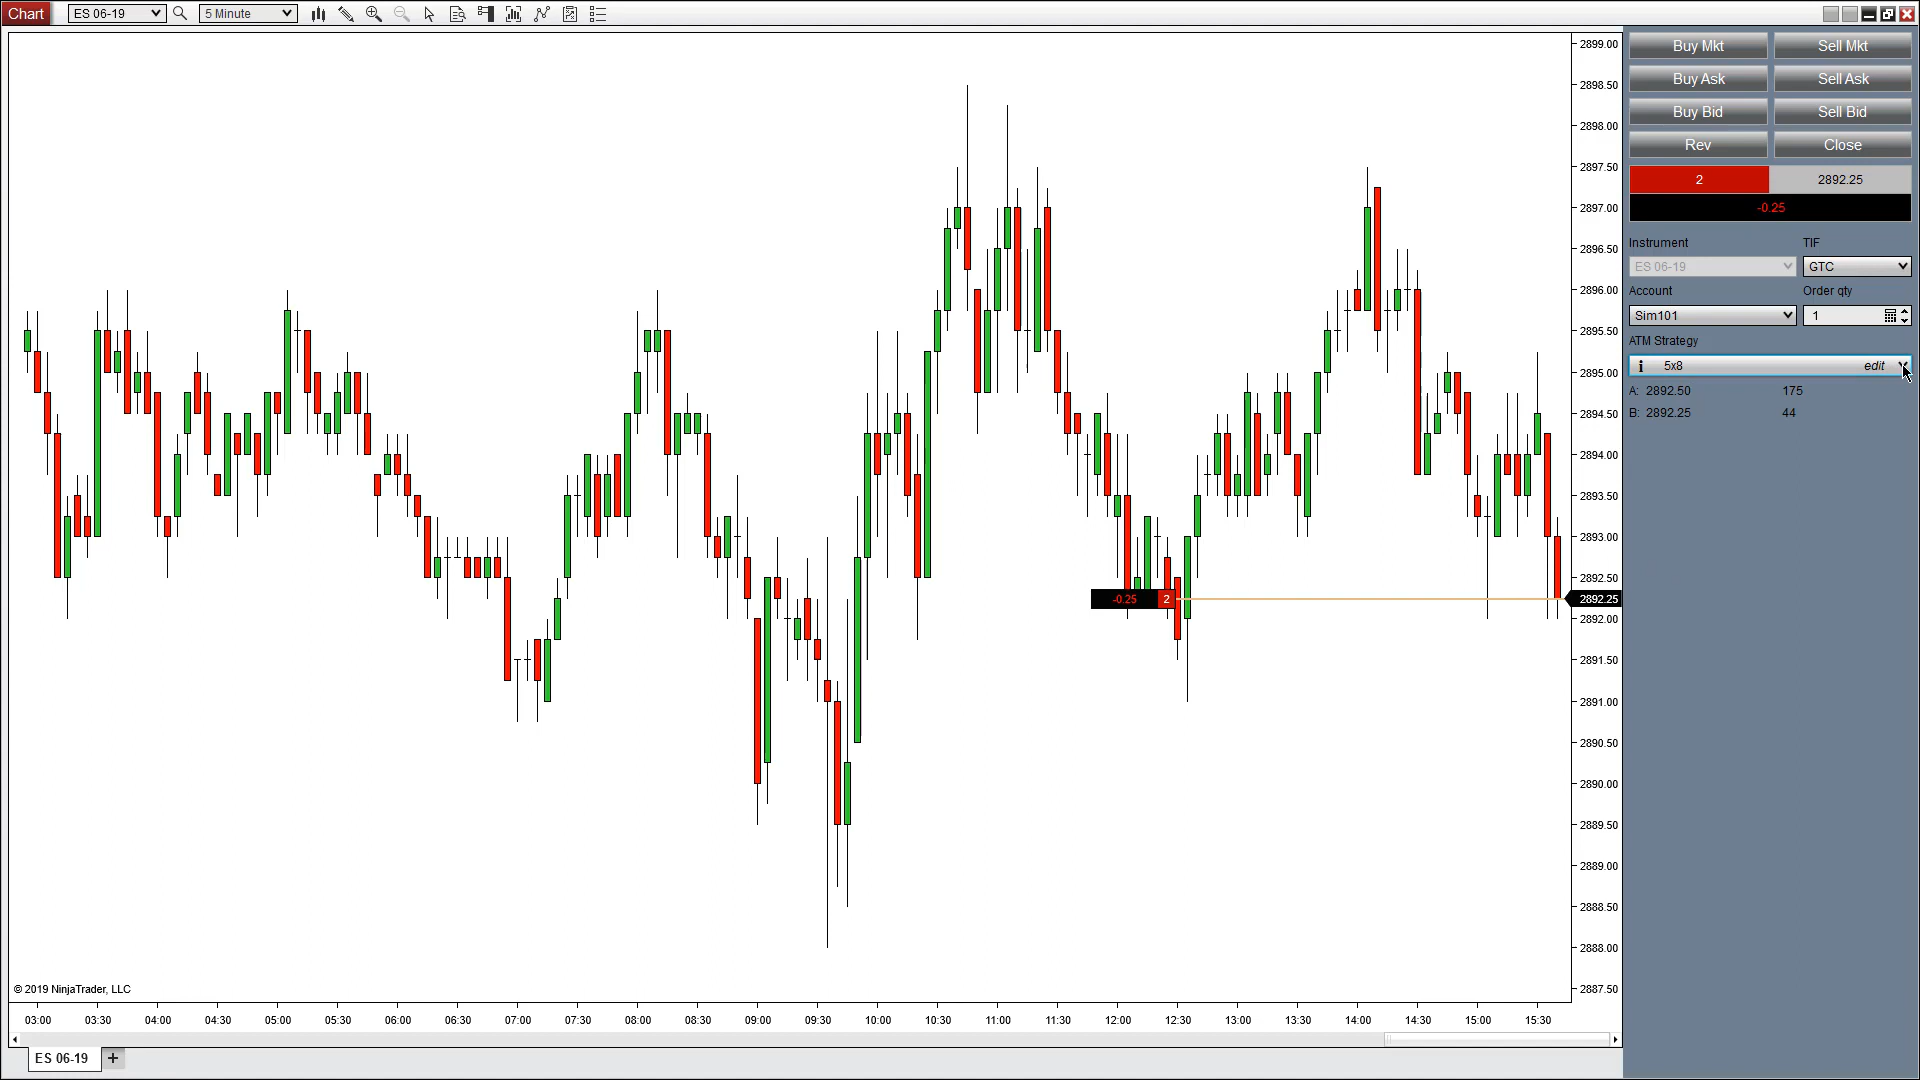 Chart ES 06-19 5 Minute
Buy Mkt Sell Mkt
Buy Ask Sell Ask
Buy Bid Sell Bid
Rev Close
2 2892.25
-0.25
Instrument TIF
ES 06-19 GTC
Account Order qty
Sim101 1
ATM Strategy
i 5x8 edit
A: 2892.50 175
B: 2892.25 44
2899.00
2898.50
2898.00
2897.50
2897.00
2896.50
2896.00
2895.50
2895.00
2894.50
2894.00
2893.50
2893.00
2892.50
-0.25 2 2892.25
2892.00
2891.50
2891.00
2890.50
2890.00
2889.50
2889.00
2888.50
2888.00
2887.50
© 2019 NinjaTrader, LLC
03:00 03:30 04:00 04:30 05:00 05:30 06:00 06:30 07:00 07:30 08:00 08:30 09:00 09:30 10:00 10:30 11:00 11:30 12:00 12:30 13:00 13:30 14:00 14:30 15:00 15:30
ES 06-19 +